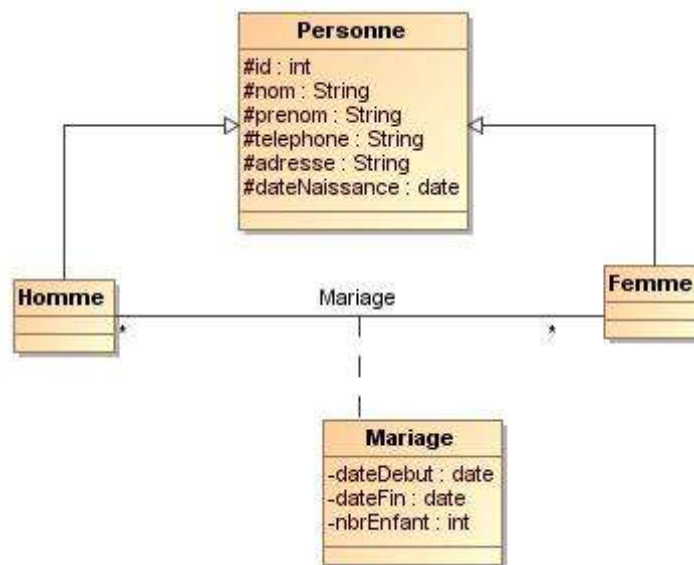 Personne
#id : int
#nom : String
#prenom : String
#telephone : String
#adresse : String
#dateNaissance : date
Homme
Mariage
Femme
*
*
Mariage
-dateDebut : date
-dateFin : date
-nbrEnfant : int